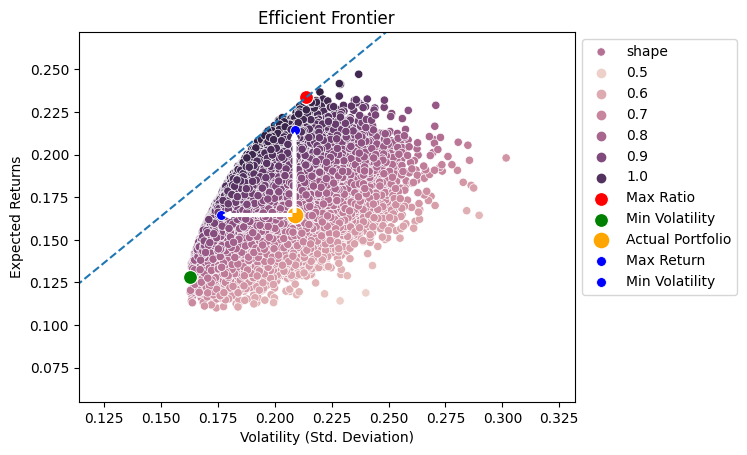 Efficient Frontier
Expected Returns
0.250
0.225
0.200
0.175
0.150
0.125
0.100
0.075
0.125
0.150
0.175
0.200
0.225
0.250
0.275
0.300
0.325
Volatility (Std. Deviation)
shape
0.5
0.6
0.7
0.8
0.9
1.0
Max Ratio
Min Volatility
Actual Portfolio
Max Return
Min Volatility